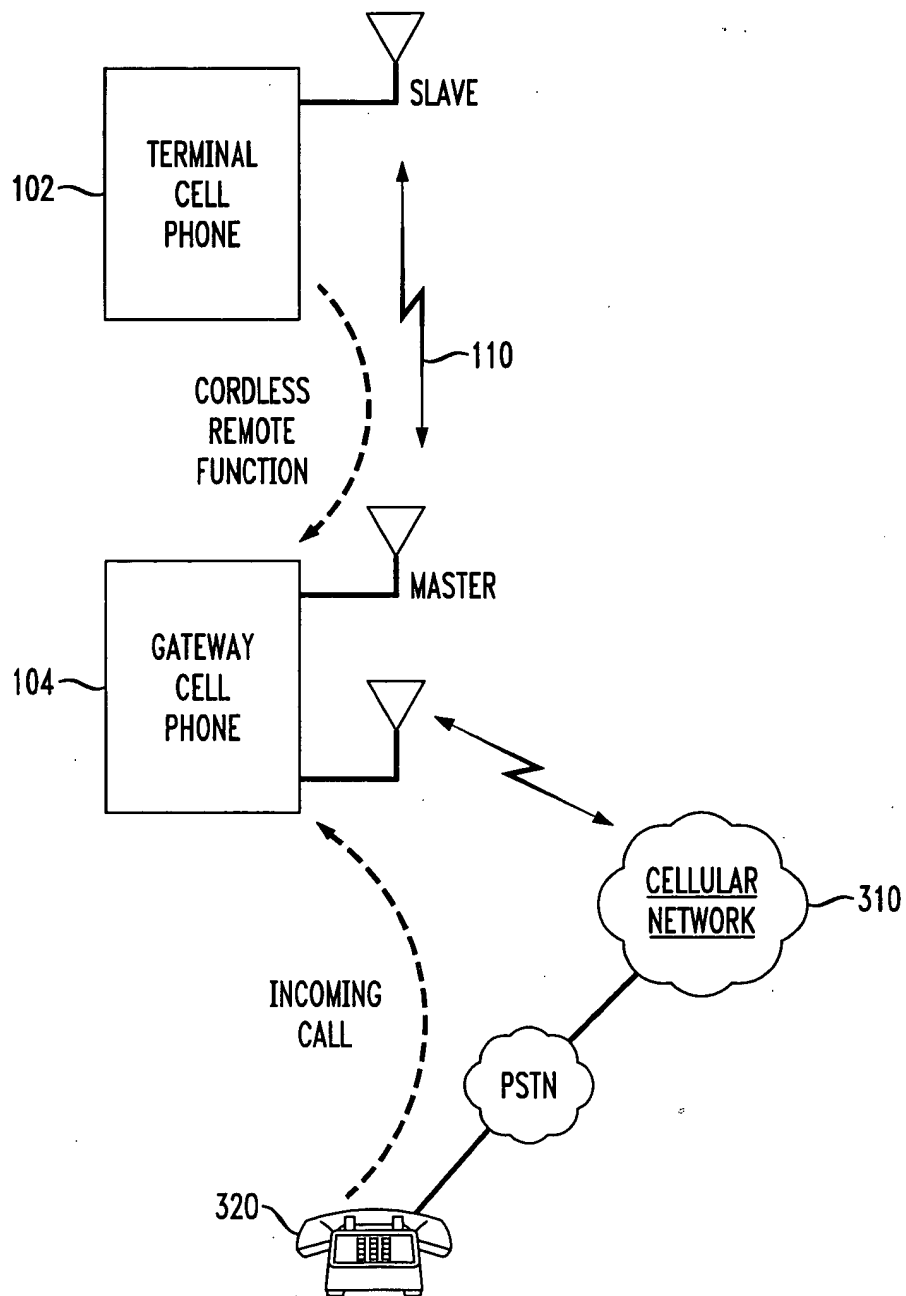 SLAVE
TERMINAL
CELL
PHONE
102
110
CORDLESS
REMOTE
FUNCTION
MASTER
GATEWAY
CELL
PHONE
104
CELLULAR
NETWORK
310
INCOMING
CALL
PSTN
320